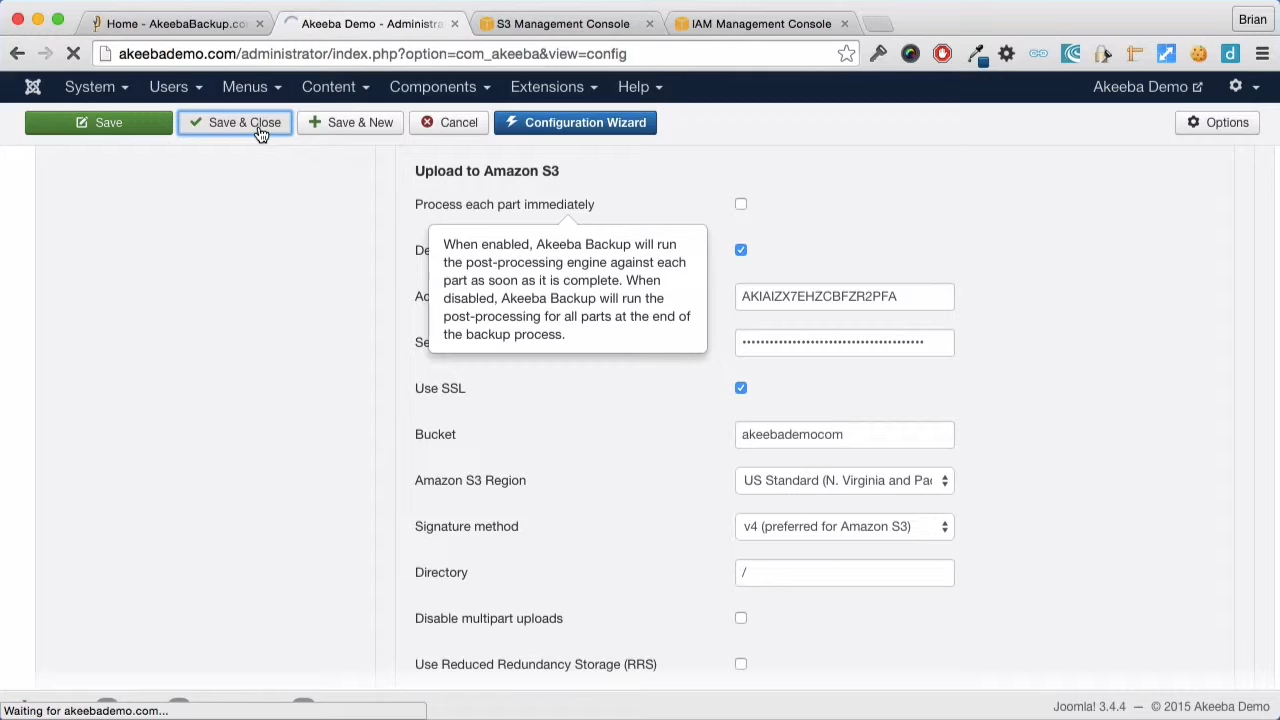 Home - AkeebaBackup.co
Akeeba Demo - Administra
S3 Management Console
IAM Management Console
Brian
akeebademo.com/administrator/index.php?option=com_akeeba&view=config
System
Users
Menus
Content
Components
Extensions
Help
Akeeba Demo
Save
Save & Close
Save & New
Cancel
Configuration Wizard
Options
Upload to Amazon S3
Process each part immediately
When enabled, Akeeba Backup will run
the post-processing engine against each
part as soon as it is complete. When
disabled, Akeeba Backup will run the
post-processing for all parts at the end of
the backup process.
De
Ac
AKIAIZX7EHZCBFZR2PFA
Se
Use SSL
Bucket
akeebademocom
Amazon S3 Region
US Standard (N. Virginia and Pac
Signature method
v4 (preferred for Amazon S3)
Directory
/
Disable multipart uploads
Use Reduced Redundancy Storage (RRS)
Waiting for akeebademo.com...
Joomla! 3.4.4 — © 2015 Akeeba Demo